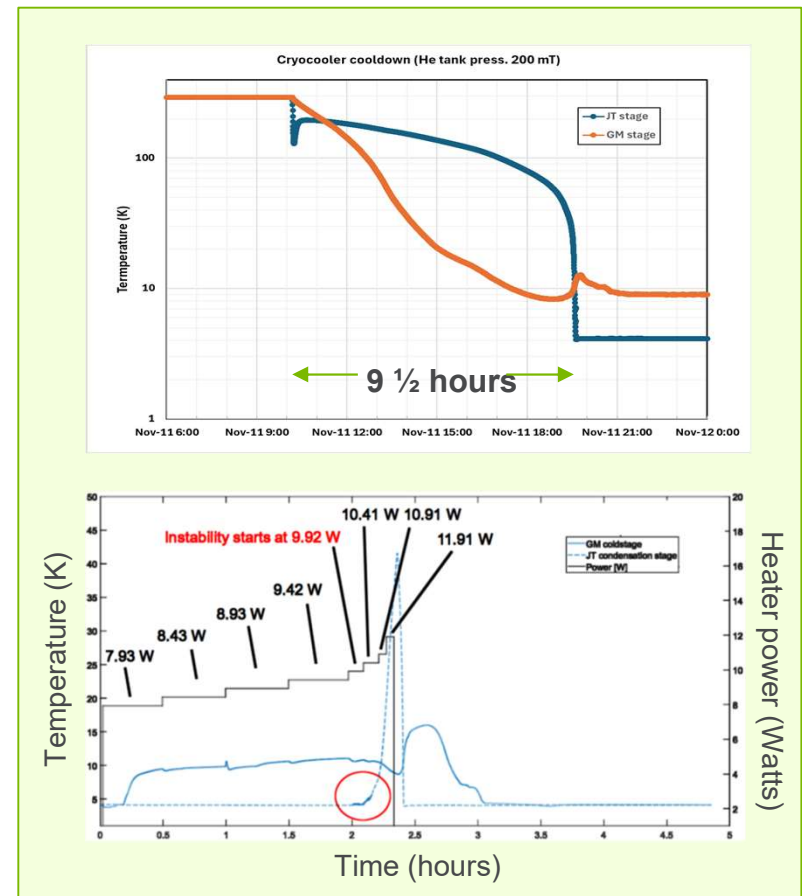 Cryocooler cooldown (He tank press. 200 mT)
JT stage
GM stage
100
10
1
Termperature (K)
9 ½ hours
Nov-11 6:00 Nov-11 9:00 Nov-11 12:00 Nov-11 15:00 Nov-11 18:00 Nov-11 21:00 Nov-12 0:00
50
45
40
35
30
25
20
15
10
5
Temperature (K)
20
18
16
14
12
10
8
6
4
2
Heater power (Watts)
10.41 W 10.91 W
Instability starts at 9.92 W
11.91 W
9.42 W
8.93 W
8.43 W
7.93 W
GM coldstage
JT condensation stage
Power [W]
0 0.5 1 1.5 2 2.5 3 3.5 4 4.5 5
Time (hours)